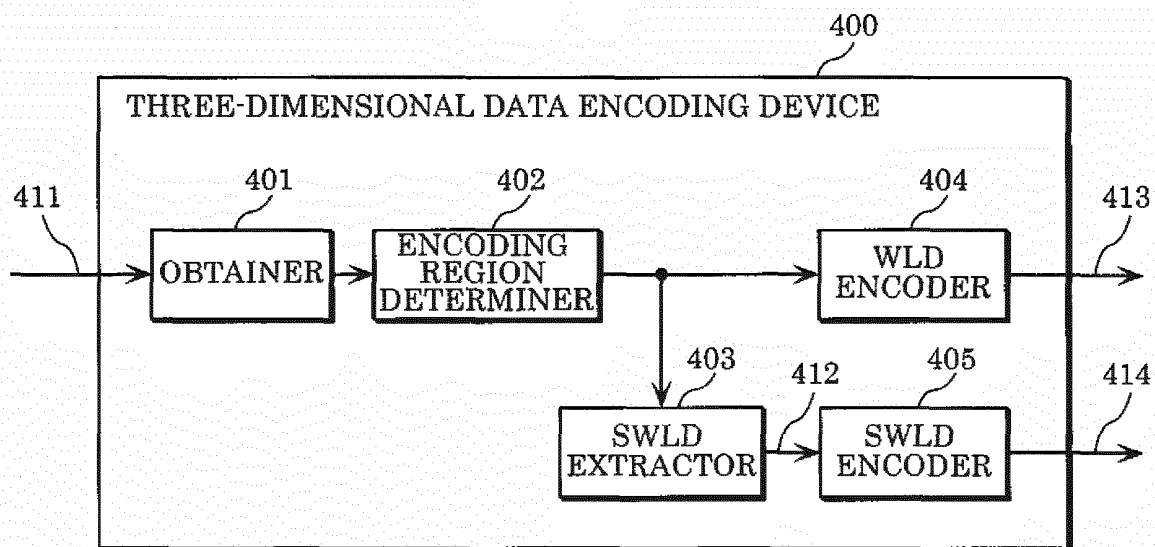 400
THREE-DIMENSIONAL DATA ENCODING DEVICE
411
401
402
404
413
OBTAINER
ENCODING
REGION
DETERMINER
WLD
ENCODER
403
412
405
414
SWLD
EXTRACTOR
SWLD
ENCODER